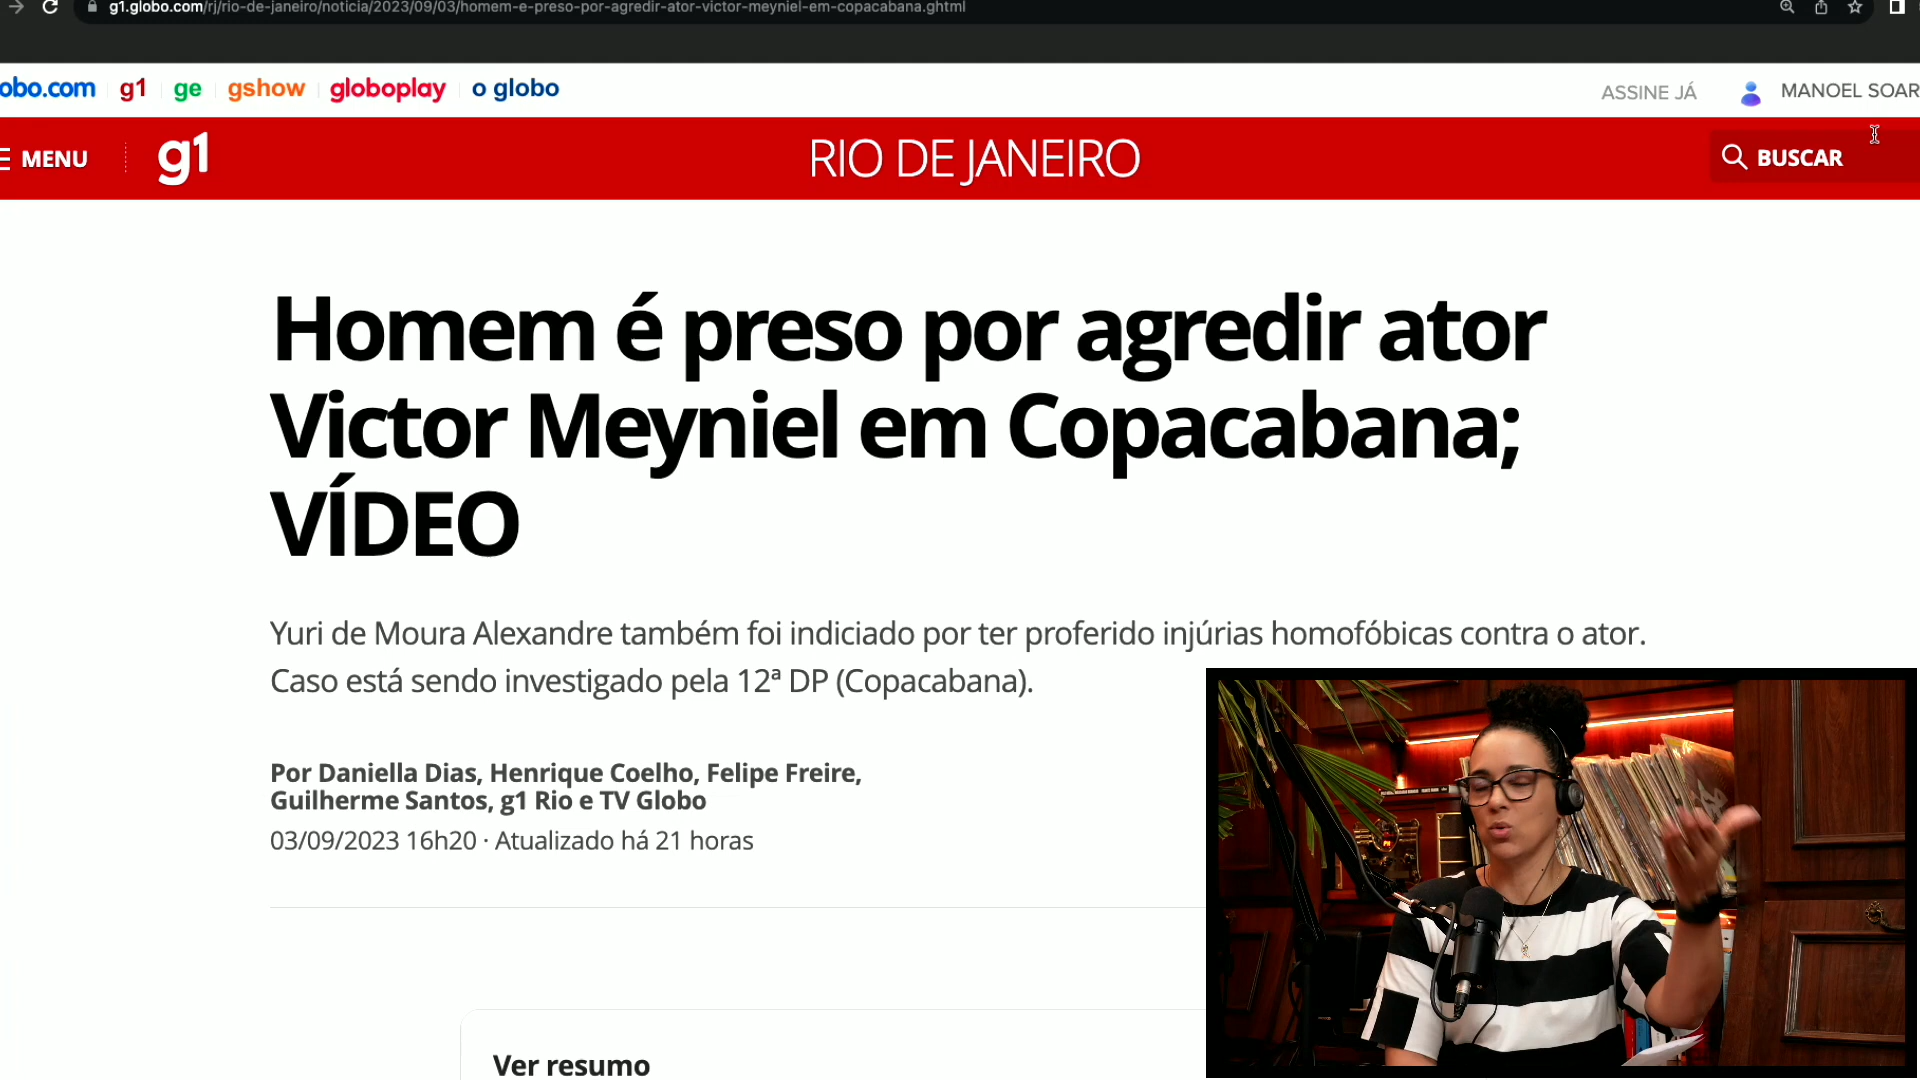 g1.globo.com/rj/rio-de-janeiro/noticia/2023/09/03/homem-e-preso-por-agredir-ator-victor-meyniel-em-copacabana.ghtml
obo.com g1 ge gshow globoplay o globo ASSINE JÁ MANOEL SOAR
MENU g1 RIO DE JANEIRO BUSCAR
Homem é preso por agredir ator
Victor Meyniel em Copacabana;
VÍDEO
Yuri de Moura Alexandre também foi indiciado por ter proferido injúrias homofóbicas contra o ator.
Caso está sendo investigado pela 12ª DP (Copacabana).
Por Daniella Dias, Henrique Coelho, Felipe Freire,
Guilherme Santos, g1 Rio e TV Globo
03/09/2023 16h20 · Atualizado há 21 horas
Ver resumo